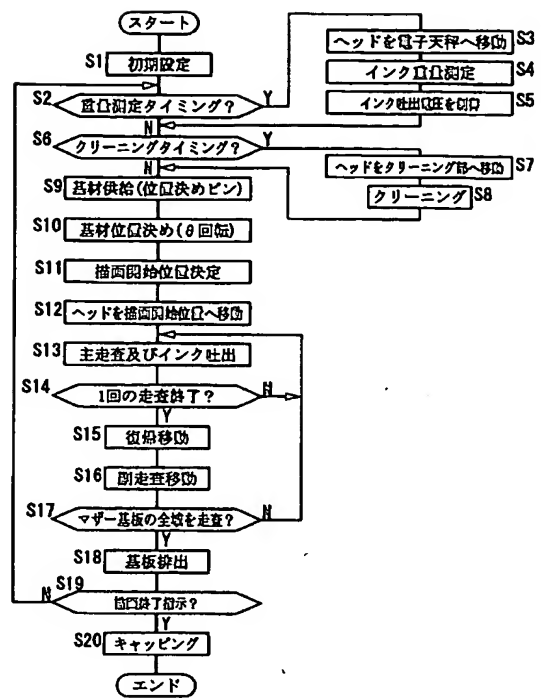 スタート
S1 初期設定
S2 重量測定タイミング？ Y
N
ヘッドを電子天秤へ移動 S3
インク重量測定 S4
インク吐出電圧を制御 S5
S6 クリーニングタイミング？ Y
N
ヘッドをクリーニング部へ移動 S7
クリーニング S8
S9 基材供給(位置決めピン)
S10 基材位置決め(θ回転)
S11 描画開始位置決定
S12 ヘッドを描画開始位置へ移動
S13 主走査及びインク吐出
S14 1回の走査終了？ N
Y
S15 復帰移動
S16 副走査移動
S17 マザー基板の全域を走査？ N
Y
S18 基板排出
S19 N 描画終了指示？
Y
S20 キャッピング
エンド